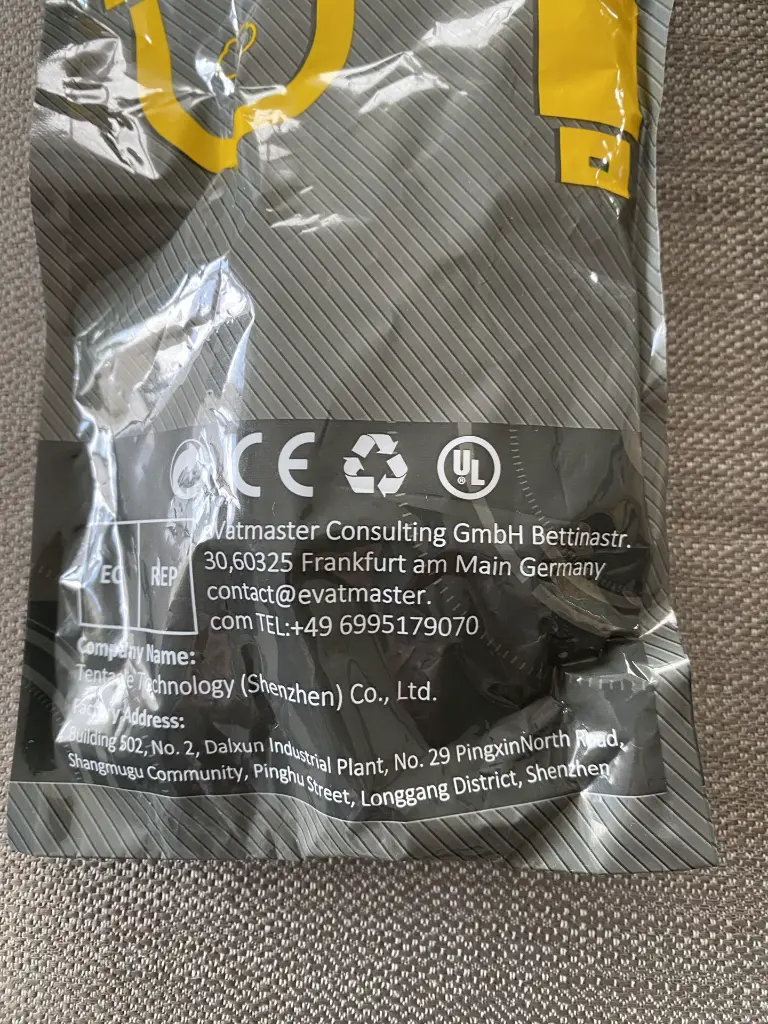 CE
UL
®
evatmaster Consulting GmbH Bettinastr.
30,60325 Frankfurt am Main Germany
contact@evatmaster.
com TEL:+49 6995179070
EC REP
Company Name:
Technology (Shenzhen) Co., Ltd.
Factory Address:
Building 502, No. 2, Dalxun Industrial Plant, No. 29 PingxinNorth Road,
Shangmugu Community, Pinghu Street, Longgang District, Shenzhen